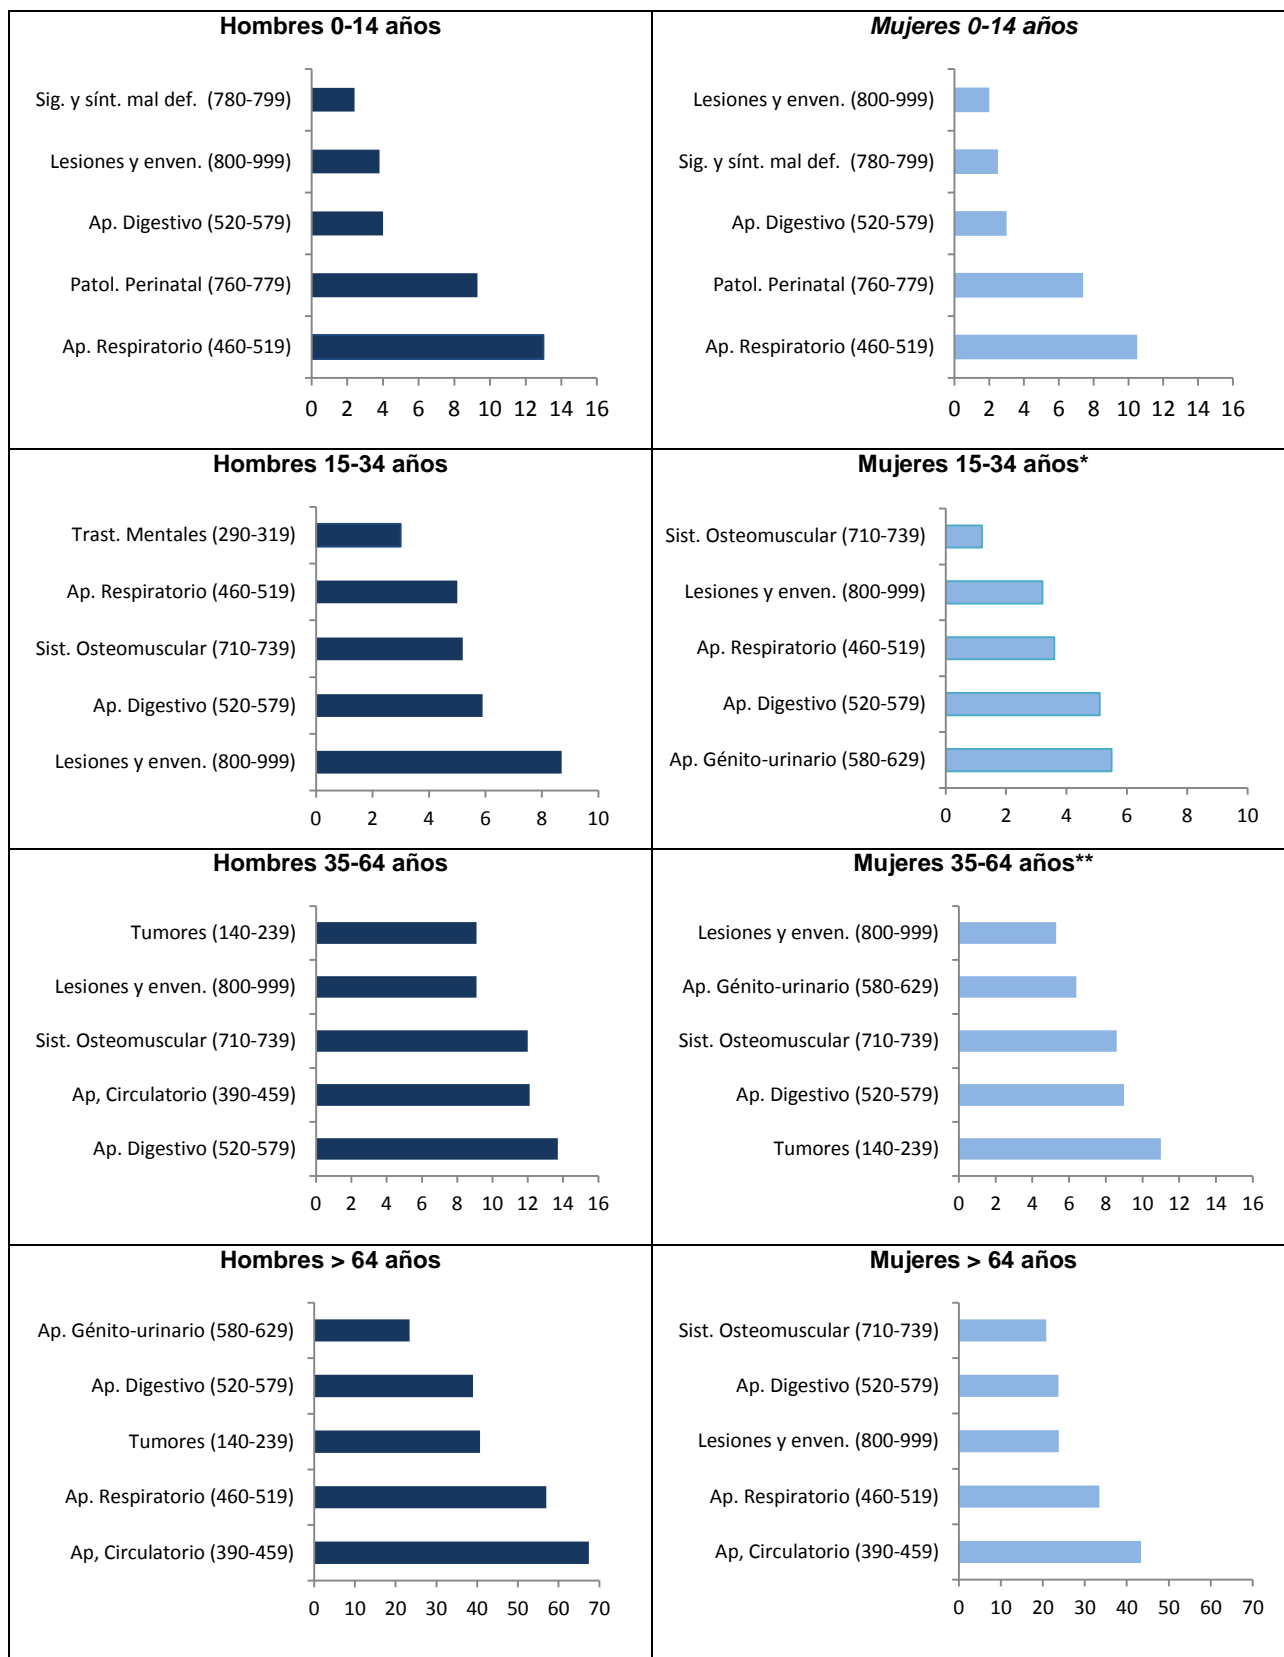 Hombres 0-14 años
Sig. y sínt. mal def. (780-799)
Lesiones y enven. (800-999)
Ap. Digestivo (520-579)
Patol. Perinatal (760-779)
Ap. Respiratorio (460-519)
0 2 4 6 8 10 12 14 16
Mujeres 0-14 años
Lesiones y enven. (800-999)
Sig. y sínt. mal def. (780-799)
Ap. Digestivo (520-579)
Patol. Perinatal (760-779)
Ap. Respiratorio (460-519)
0 2 4 6 8 10 12 14 16
Hombres 15-34 años
Trast. Mentales (290-319)
Ap. Respiratorio (460-519)
Sist. Osteomuscular (710-739)
Ap. Digestivo (520-579)
Lesiones y enven. (800-999)
0 2 4 6 8 10
Mujeres 15-34 años*
Sist. Osteomuscular (710-739)
Lesiones y enven. (800-999)
Ap. Respiratorio (460-519)
Ap. Digestivo (520-579)
Ap. Génito-urinario (580-629)
0 2 4 6 8 10
Hombres 35-64 años
Tumores (140-239)
Lesiones y enven. (800-999)
Sist. Osteomuscular (710-739)
Ap, Circulatorio (390-459)
Ap. Digestivo (520-579)
0 2 4 6 8 10 12 14 16
Mujeres 35-64 años**
Lesiones y enven. (800-999)
Ap. Génito-urinario (580-629)
Sist. Osteomuscular (710-739)
Ap. Digestivo (520-579)
Tumores (140-239)
0 2 4 6 8 10 12 14 16
Hombres > 64 años
Ap. Génito-urinario (580-629)
Ap. Digestivo (520-579)
Tumores (140-239)
Ap. Respiratorio (460-519)
Ap, Circulatorio (390-459)
0 10 20 30 40 50 60 70
Mujeres > 64 años
Sist. Osteomuscular (710-739)
Ap. Digestivo (520-579)
Lesiones y enven. (800-999)
Ap. Respiratorio (460-519)
Ap, Circulatorio (390-459)
0 10 20 30 40 50 60 70